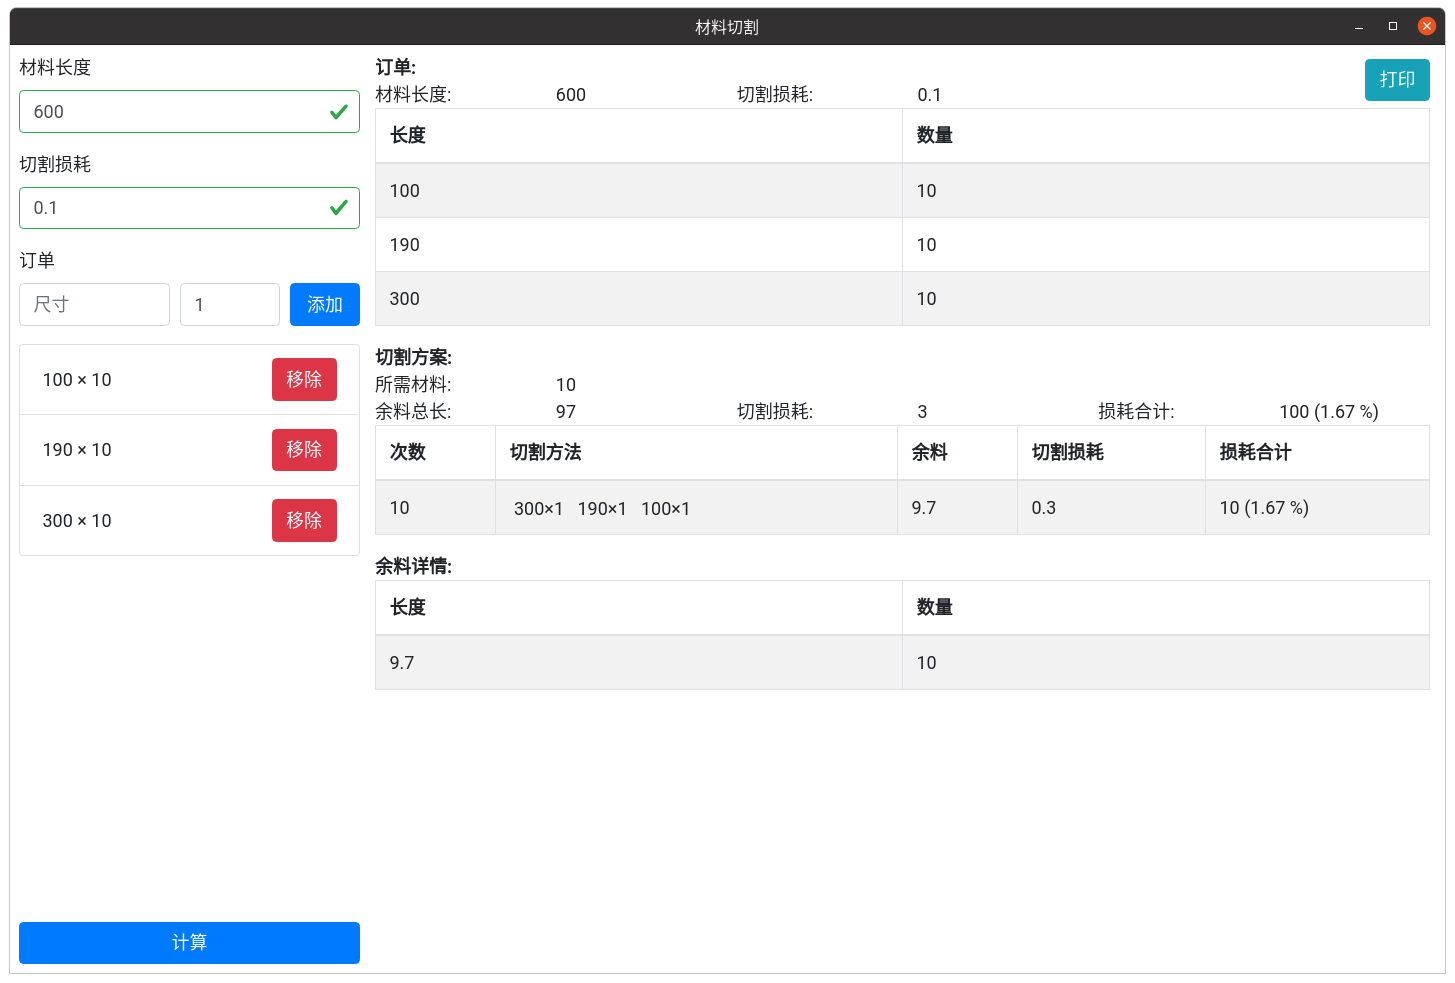 材料切割
材料长度
600
切割损耗
0.1
订单
尺寸 1 添加
100 × 10 移除
190 × 10 移除
300 × 10 移除
计算
订单:
打印
材料长度: 600 切割损耗: 0.1
长度 数量
100 10
190 10
300 10
切割方案:
所需材料: 10
余料总长: 97 切割损耗: 3 损耗合计: 100 (1.67 %)
次数 切割方法 余料 切割损耗 损耗合计
10 300×1 190×1 100×1 9.7 0.3 10 (1.67 %)
余料详情:
长度 数量
9.7 10